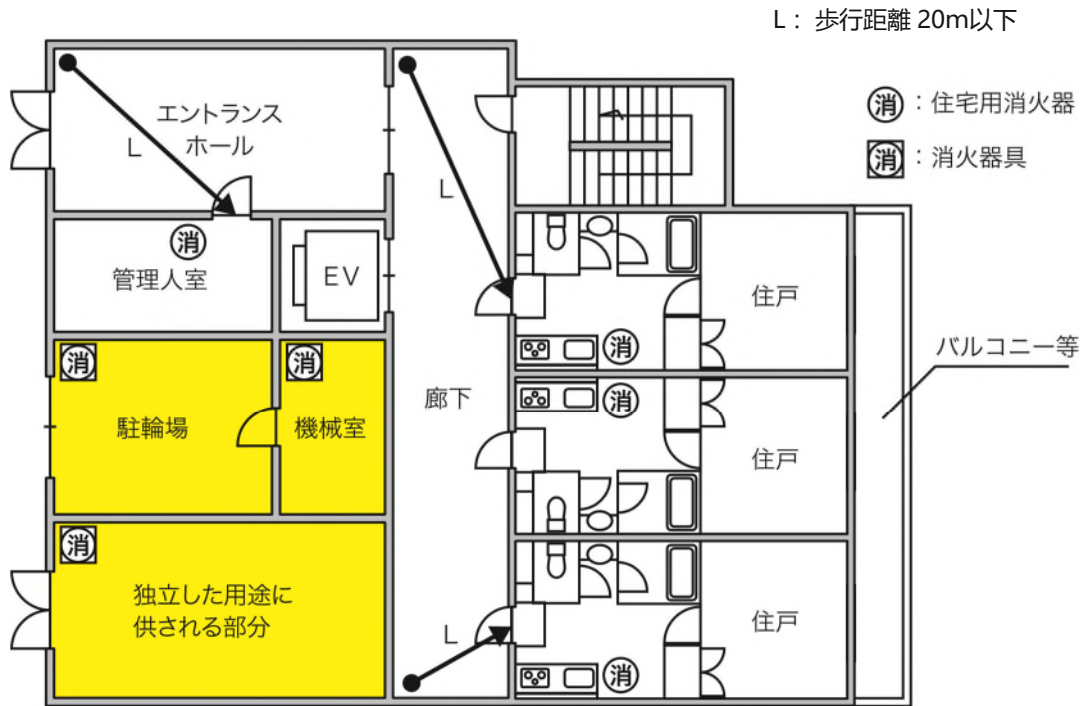 L： 歩行距離 20m以下
消：住宅用消火器
消：消火器具
エントランス
ホール
L
L
消
管理人室
EV
住戸
消
バルコニー等
消
消
駐輪場
機械室
廊下
消
住戸
消
独立した用途に
供される部分
L
住戸
消